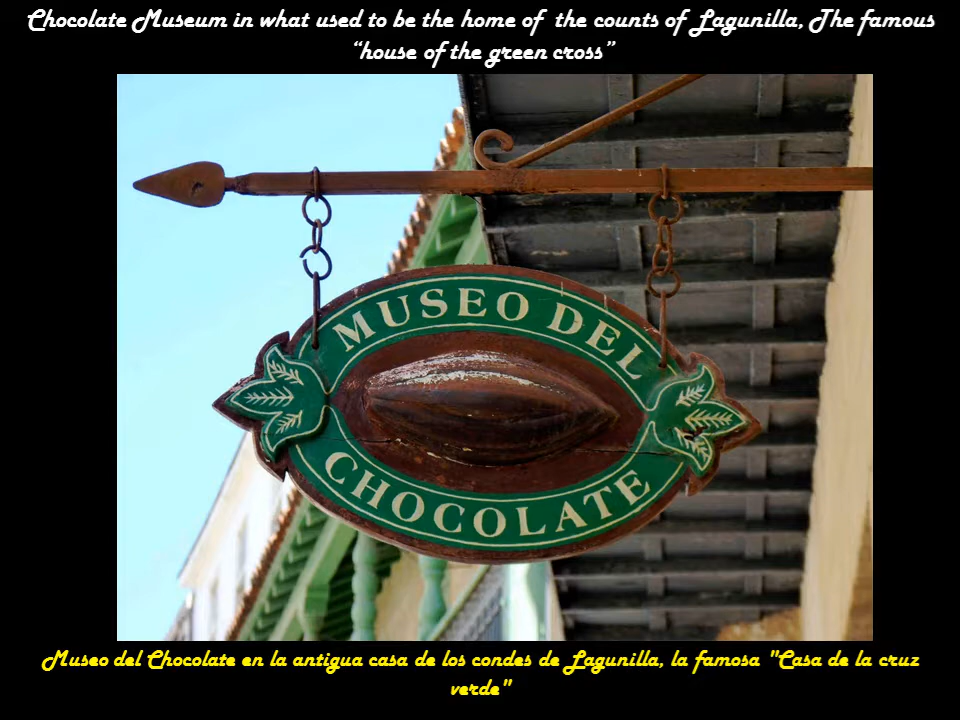 Chocolate Museum in what used to be the home of the counts of Lagunilla, The famous
“house of the green cross”
MUSEO DEL
CHOCOLATE
Museo del Chocolate en la antigua casa de los condes de Lagunilla, la famosa "Casa de la cruz
verde"